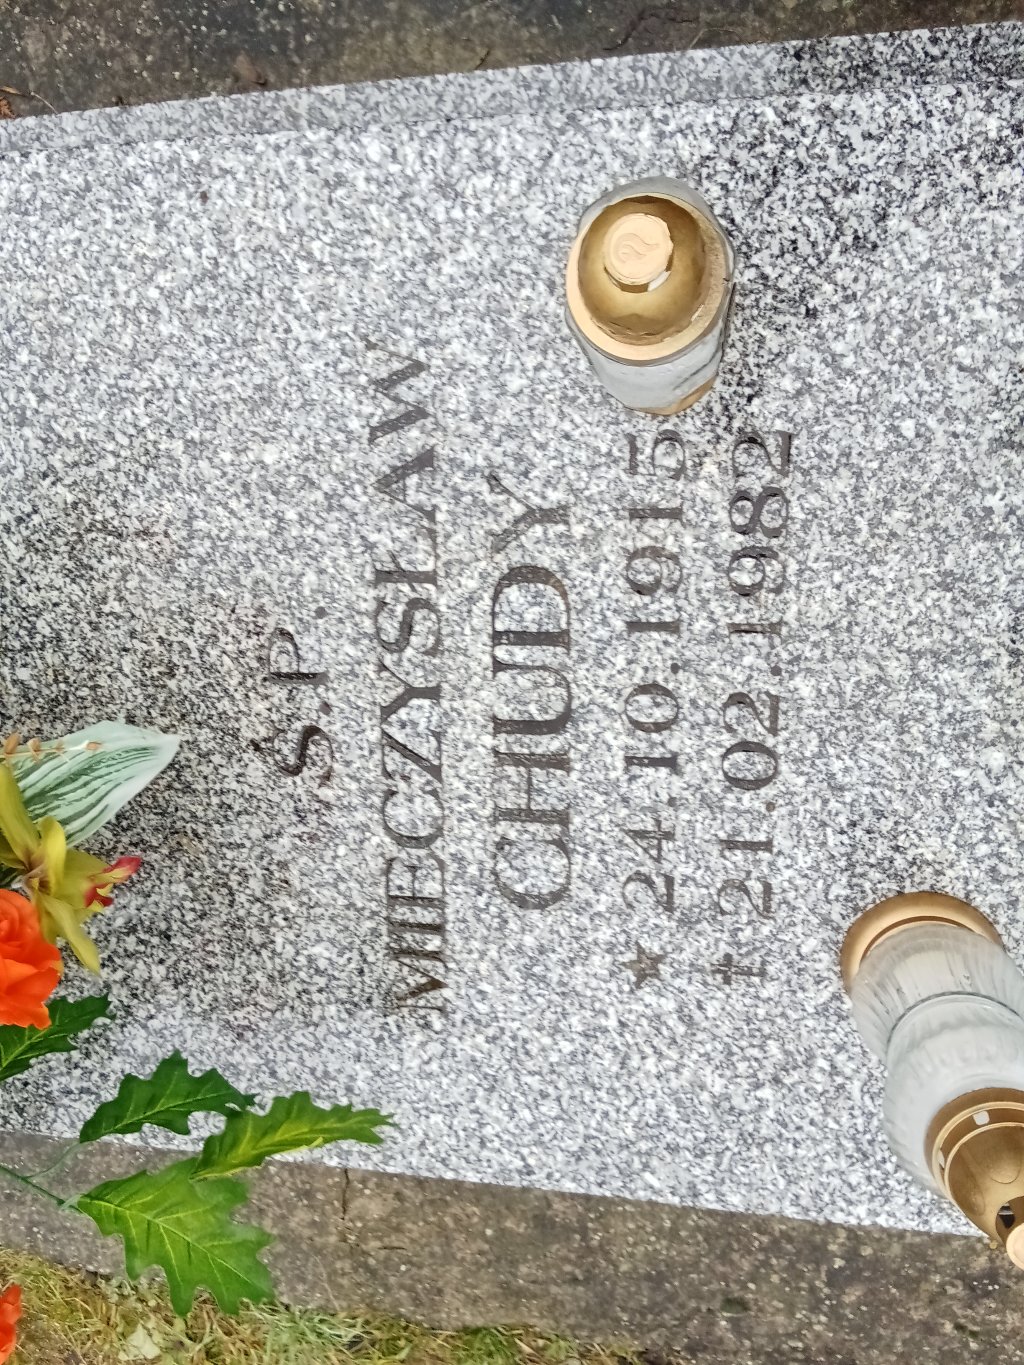 Ś.P.
MIECZYSŁAW
CHUDY
★ 24.10.1915
✝ 21.02.1982